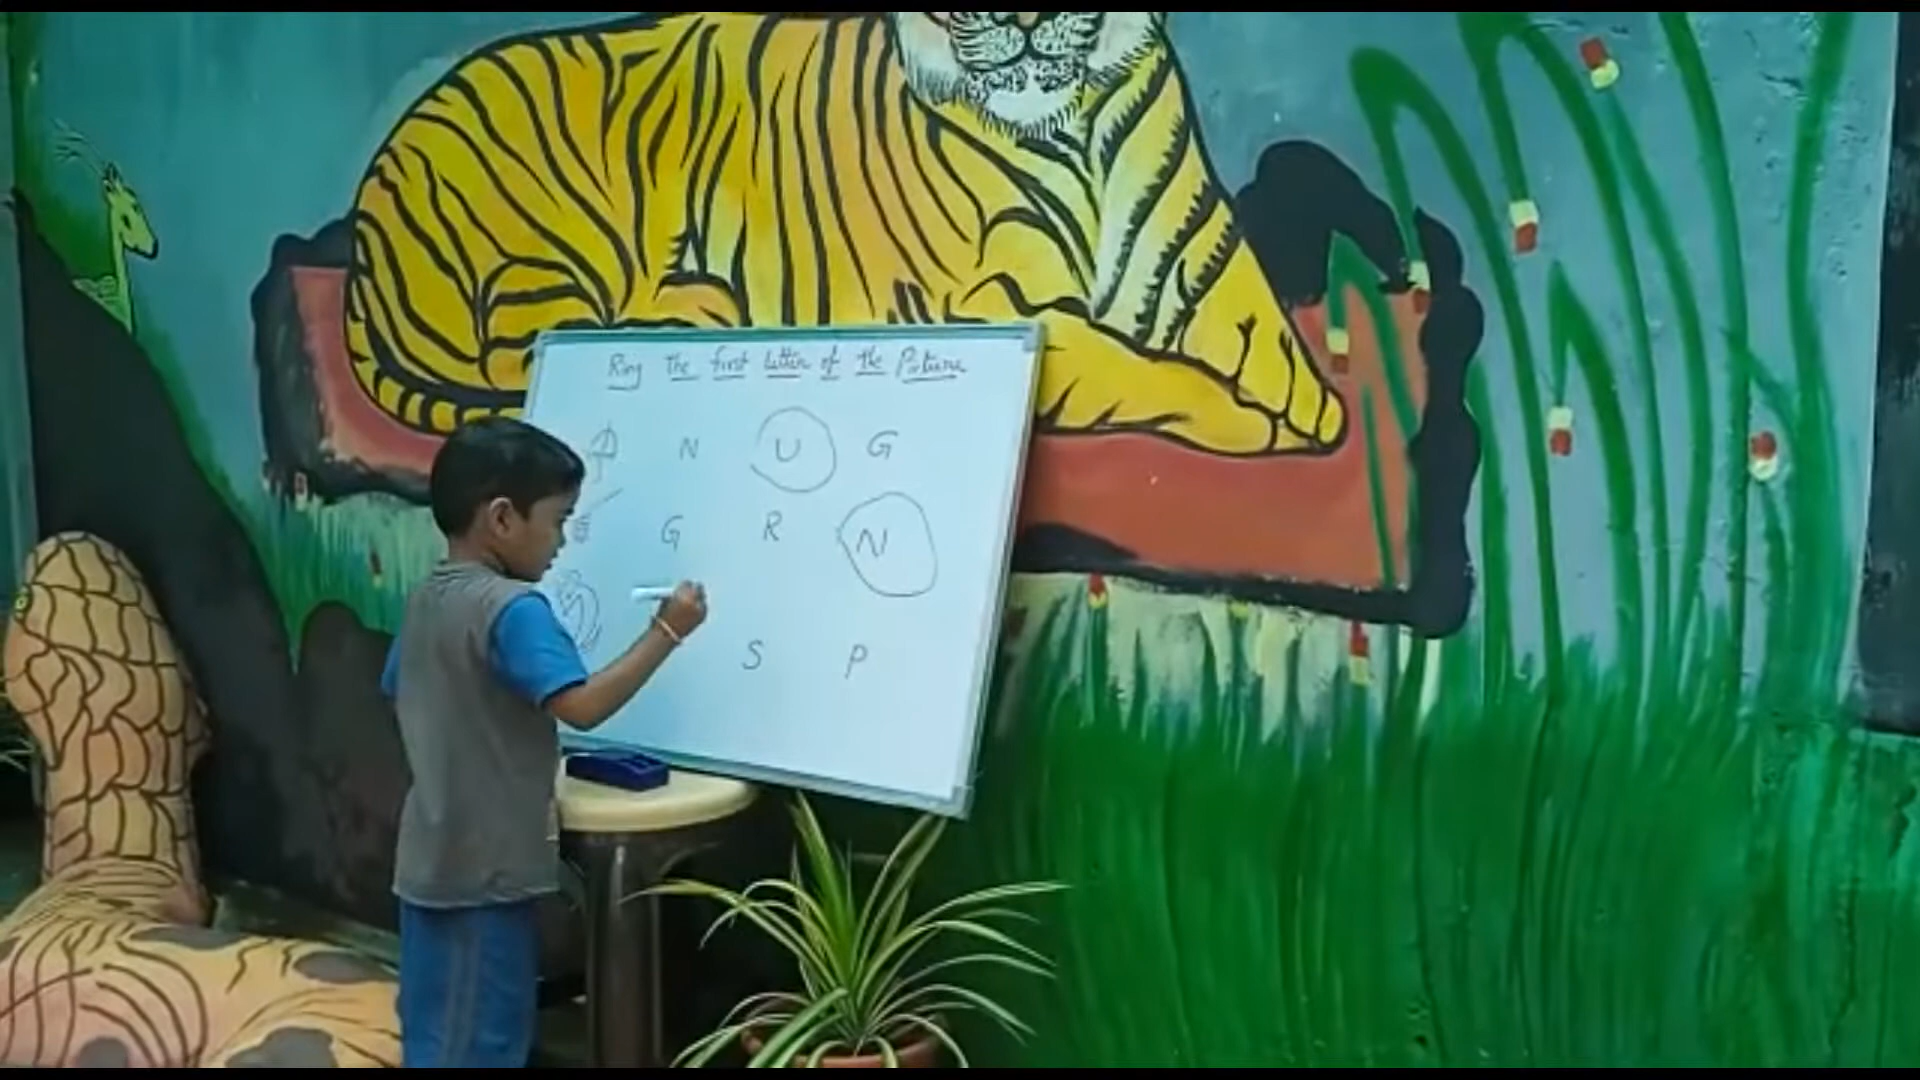 Ring the first letter of the Picture
N U G
G R N
S P